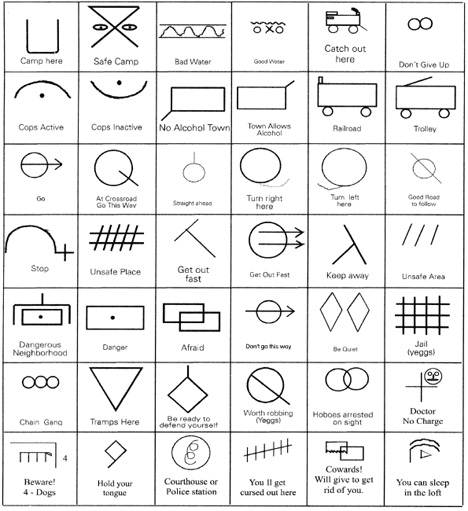 Camp here
Safe Camp
Bad Water
Good Water
Catch out
here
Don't Give Up
Cops Active
Cops Inactive
No Alcohol Town
Town Allows
Alcohol
Railroad
Trolley
Go
At Crossroad
Go This Way
Straight ahead
Turn right
here
Turn left
here
Good Road
to follow
Stop
Unsafe Place
Get out
fast
Get Out Fast
Keep away
Unsafe Area
Dangerous
Neighborhood
Danger
Afraid
Don't go this way
Be Quiet
Jail
(yeggs)
Chain Gang
Tramps Here
Be ready to
defend yourself
Worth robbing
(Yeggs)
Hoboes arrested
on sight
Doctor
No Charge
4
Beware!
4 - Dogs
Hold your
tongue
Courthouse or
Police station
You ll get
cursed out here
Cowards!
Will give to get
rid of you.
You can sleep
in the loft